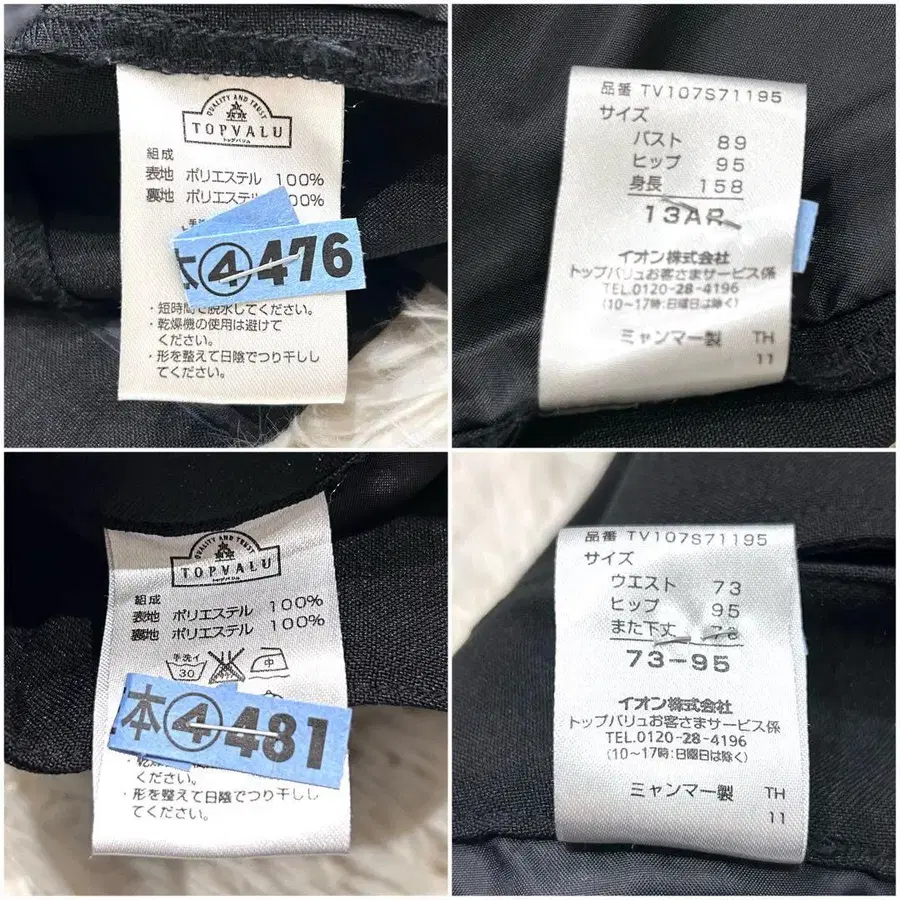 QUALITY AND TRUST
TOPVALU
トップバリュ
組成
表地 ポリエステル 100%
裏地 ポリエステル 100%
手洗
本④476
・短時間で脱水してください。
・乾燥機の使用は避けて
ください。
・形を整えて日陰でつり干しし
てください。
品番 TV107S71195
サイズ
バスト 89
ヒップ 95
身長 158
13AR
イオン株式会社
トップバリュお客さまサービス係
TEL.0120-28-4196
(10〜17時:日曜日は除く)
ミャンマー製 TH
11
QUALITY AND TRUST
TOPVALU
トップバリュ
組成
表地 ポリエステル 100%
裏地 ポリエステル 100%
手洗イ
30
中
本④481
ください。
・形を整えて日陰でつり干しし
てください。
品番 TV107S71195
サイズ
ウエスト 73
ヒップ 95
また下丈
73-95
イオン株式会社
トップバリュお客さまサービス係
TEL.0120-28-4196
(10〜17時:日曜日は除く)
ミャンマー製 TH
11